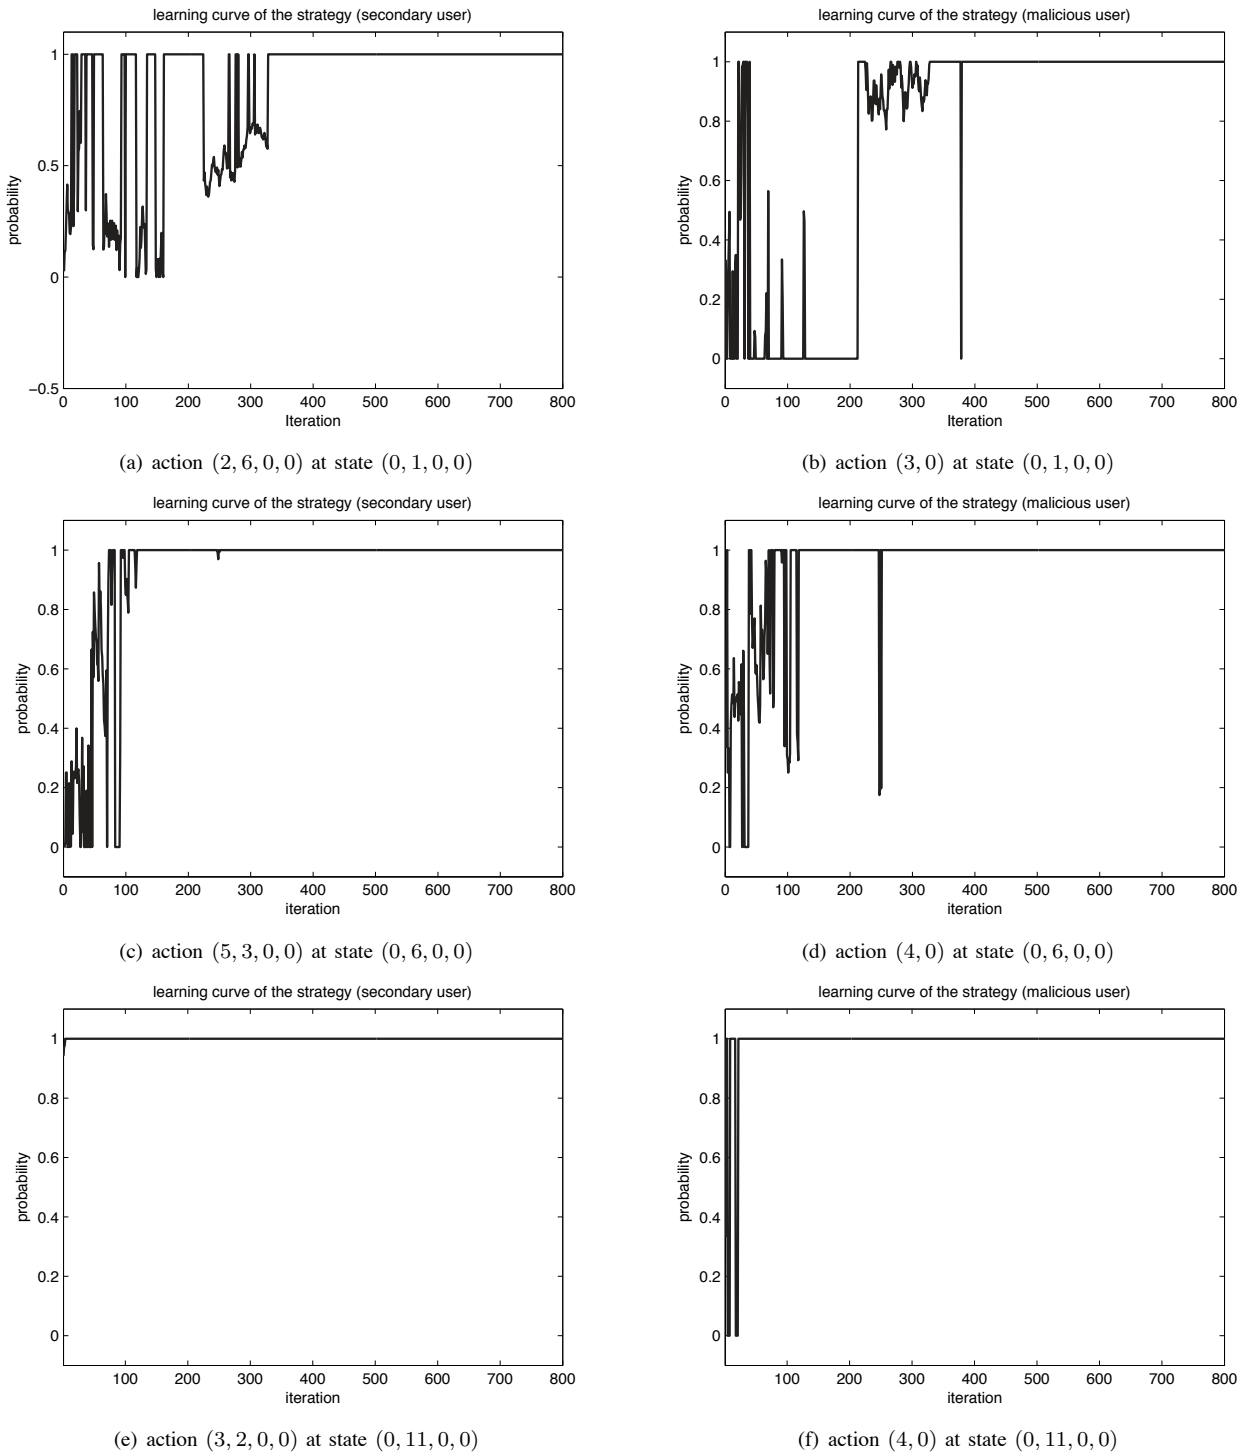 learning curve of the strategy (secondary user)
1
0.5
0
−0.5
probability
0 100 200 300 400 500 600 700 800
Iteration
(a) action (2, 6, 0, 0) at state (0, 1, 0, 0)
learning curve of the strategy (malicious user)
1
0.8
0.6
0.4
0.2
0
probability
0 100 200 300 400 500 600 700 800
Iteration
(b) action (3, 0) at state (0, 1, 0, 0)
learning curve of the strategy (secondary user)
1
0.8
0.6
0.4
0.2
0
probability
0 100 200 300 400 500 600 700 800
iteration
(c) action (5, 3, 0, 0) at state (0, 6, 0, 0)
learning curve of the strategy (malicious user)
1
0.8
0.6
0.4
0.2
0
probability
0 100 200 300 400 500 600 700 800
iteration
(d) action (4, 0) at state (0, 6, 0, 0)
learning curve of the strategy (secondary user)
1
0.8
0.6
0.4
0.2
0
probability
100 200 300 400 500 600 700 800
iteration
(e) action (3, 2, 0, 0) at state (0, 11, 0, 0)
learning curve of the strategy (malicious user)
1
0.8
0.6
0.4
0.2
0
probability
100 200 300 400 500 600 700 800
iteration
(f) action (4, 0) at state (0, 11, 0, 0)